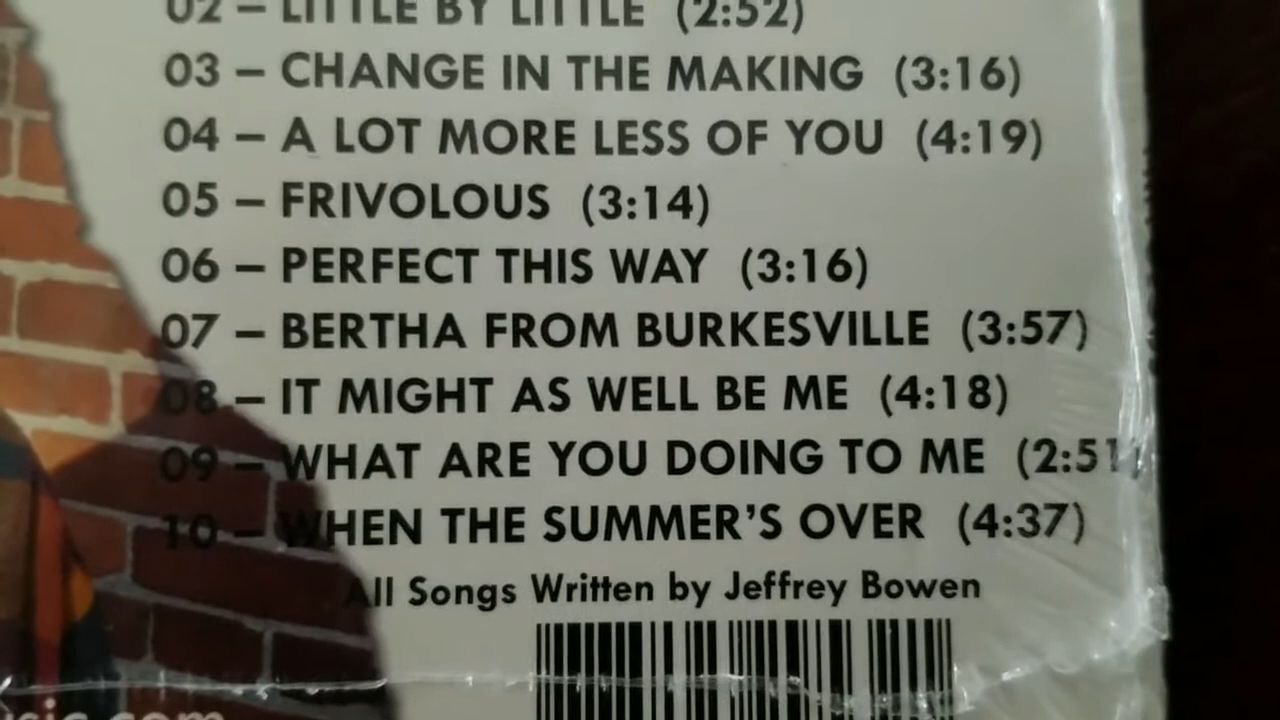 02 – LITTLE BY LITTLE (2:52)
03 – CHANGE IN THE MAKING (3:16)
04 – A LOT MORE LESS OF YOU (4:19)
05 – FRIVOLOUS (3:14)
06 – PERFECT THIS WAY (3:16)
07 – BERTHA FROM BURKESVILLE (3:57)
08 – IT MIGHT AS WELL BE ME (4:18)
09 – WHAT ARE YOU DOING TO ME (2:51)
10 – WHEN THE SUMMER'S OVER (4:37)
All Songs Written by Jeffrey Bowen